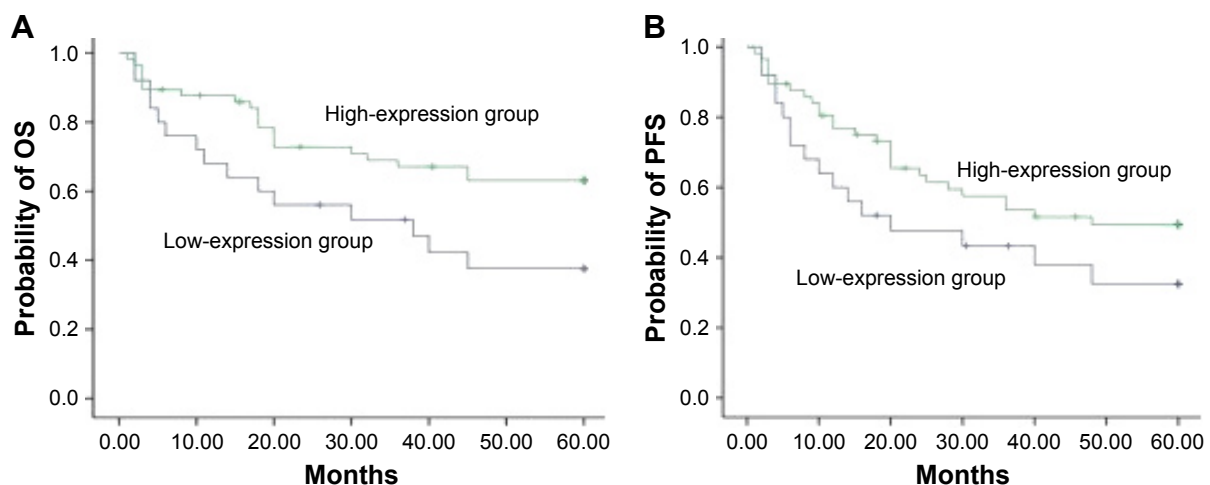 A
Probability of OS
1.0
0.8
0.6
0.4
0.2
0.0
High-expression group
Low-expression group
0.00 10.00 20.00 30.00 40.00 50.00 60.00
Months
B
Probability of PFS
1.0
0.8
0.6
0.4
0.2
0.0
High-expression group
Low-expression group
0.00 10.00 20.00 30.00 40.00 50.00 60.00
Months